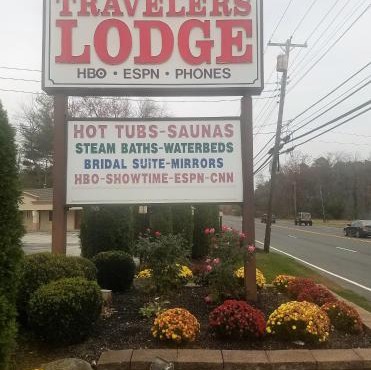 TRAVELERS
LODGE
HBO · ESPN · PHONES
HOT TUBS-SAUNAS
STEAM BATHS-WATERBEDS
BRIDAL SUITE-MIRRORS
HBO-SHOWTIME-ESPN-CNN